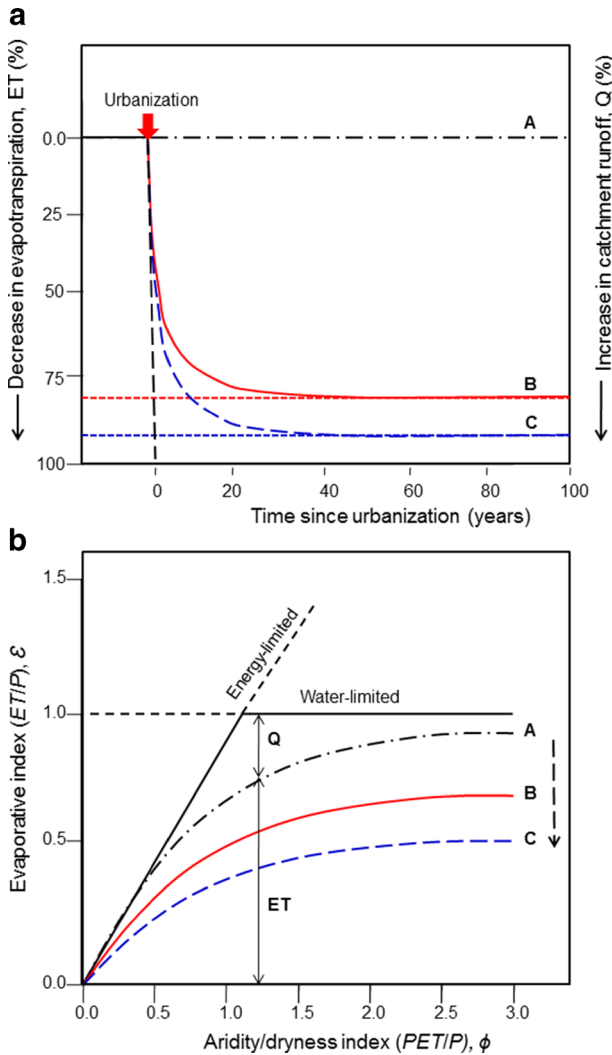 a
Decrease in evapotranspiration, ET (%)
Increase in catchment runoff, Q (%)
Urbanization
0.0
25
50
75
100
A
B
C
0 20 40 60 80 100
Time since urbanization (years)
b
Evaporative index (ET/P), Ɛ
1.5
1.0
0.5
0.0
Energy-limited
Water-limited
Q
ET
A
B
C
0.0 0.5 1.0 1.5 2.0 2.5 3.0
Aridity/dryness index (PET/P), ϕ